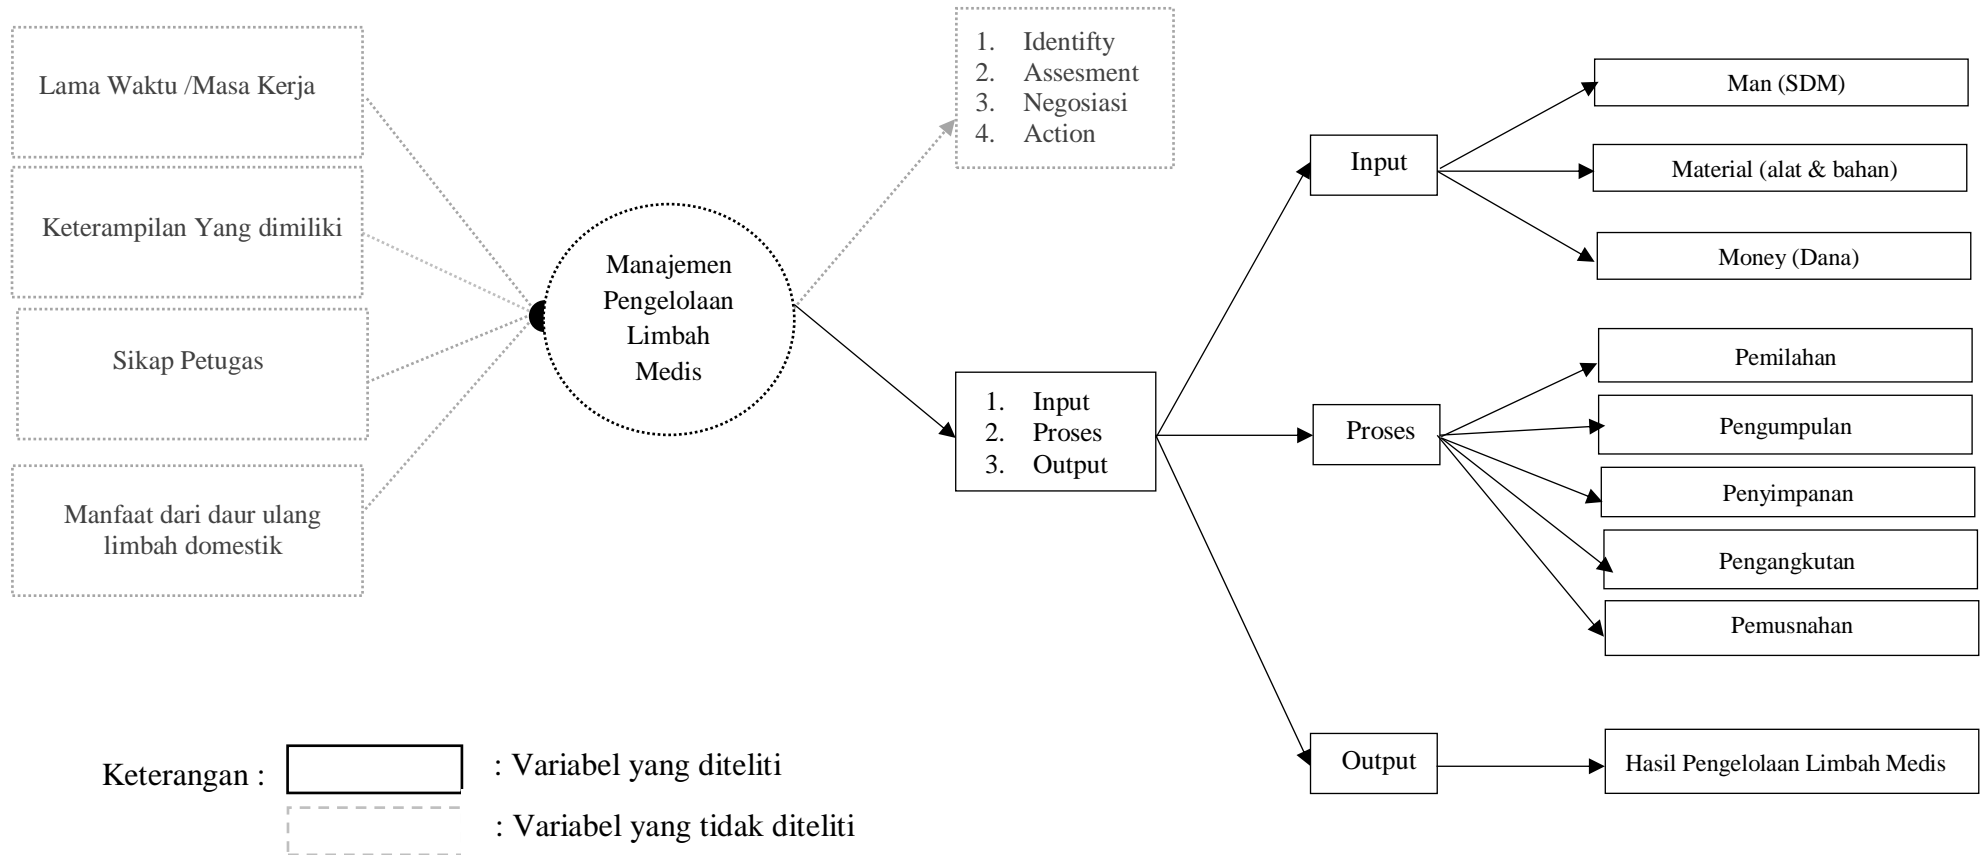 Lama Waktu /Masa Kerja
Keterampilan Yang dimiliki
Sikap Petugas
Manfaat dari daur ulang
limbah domestik
Manajemen
Pengelolaan
Limbah
Medis
1. Identifty
2. Assesment
3. Negosiasi
4. Action
1. Input
2. Proses
3. Output
Input
Proses
Output
Man (SDM)
Material (alat & bahan)
Money (Dana)
Pemilahan
Pengumpulan
Penyimpanan
Pengangkutan
Pemusnahan
Hasil Pengelolaan Limbah Medis
Keterangan :
: Variabel yang diteliti
: Variabel yang tidak diteliti